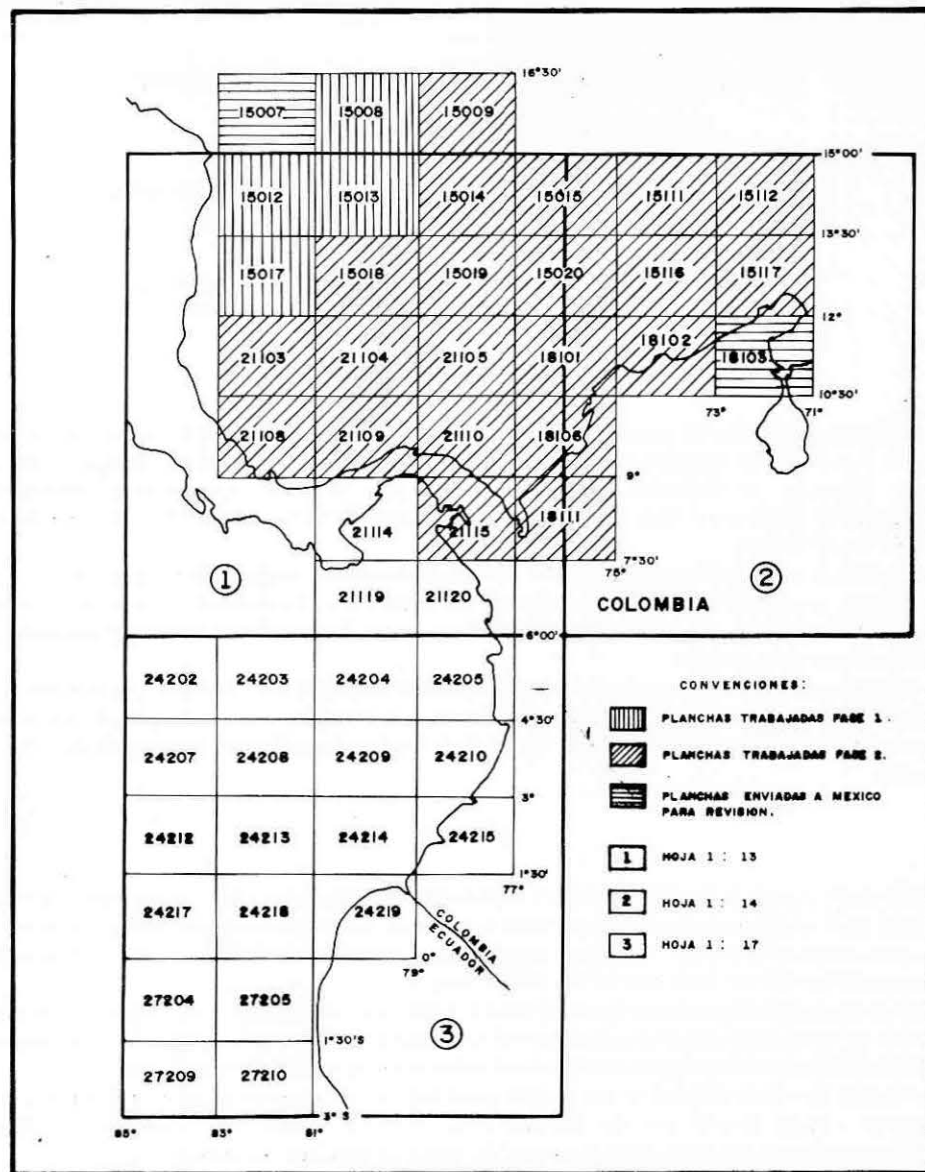 16°30'
15007 15008 15009
15°00'
15012 15013 15014 15015 15111 15112
13°30'
15017 15018 15019 15020 15116 15117
12°
21103 21104 21105 18101 18102 18103
10°30'
73° 71°
21108 21109 21110 18106
9°
21114 21115 18111
7°30'
75°
1 2
21119 21120
COLOMBIA
6°00'
24202 24203 24204 24205
4°30'
24207 24208 24209 24210
3°
24212 24213 24214 24215
1°30'
77°
24217 24218 24219
COLOMBIA
ECUADOR
0°
79°
27204 27205
3
1°30'S
27209 27210
3° S
85° 83° 81°
CONVENCIONES:
PLANCHAS TRABAJADAS FASE 1.
PLANCHAS TRABAJADAS FASE 2.
PLANCHAS ENVIADAS A MEXICO
PARA REVISION.
1 HOJA 1 : 13
2 HOJA 1 : 14
3 HOJA 1 : 17